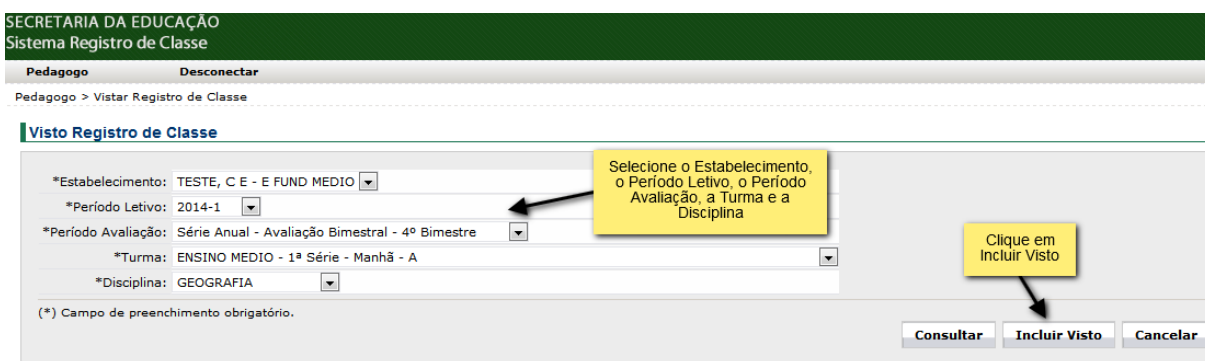 SECRETARIA DA EDUCAÇÃO
Sistema Registro de Classe
Pedagogo Desconectar
Pedagogo > Vistar Registro de Classe
Visto Registro de Classe
*Estabelecimento: TESTE, C E - E FUND MEDIO
*Período Letivo: 2014-1
*Período Avaliação: Série Anual - Avaliação Bimestral - 4º Bimestre
*Turma: ENSINO MEDIO - 1ª Série - Manhã - A
*Disciplina: GEOGRAFIA
Selecione o Estabelecimento,
o Período Letivo, o Período
Avaliação, a Turma e a
Disciplina
Clique em
Incluir Visto
(*) Campo de preenchimento obrigatório.
Consultar Incluir Visto Cancelar